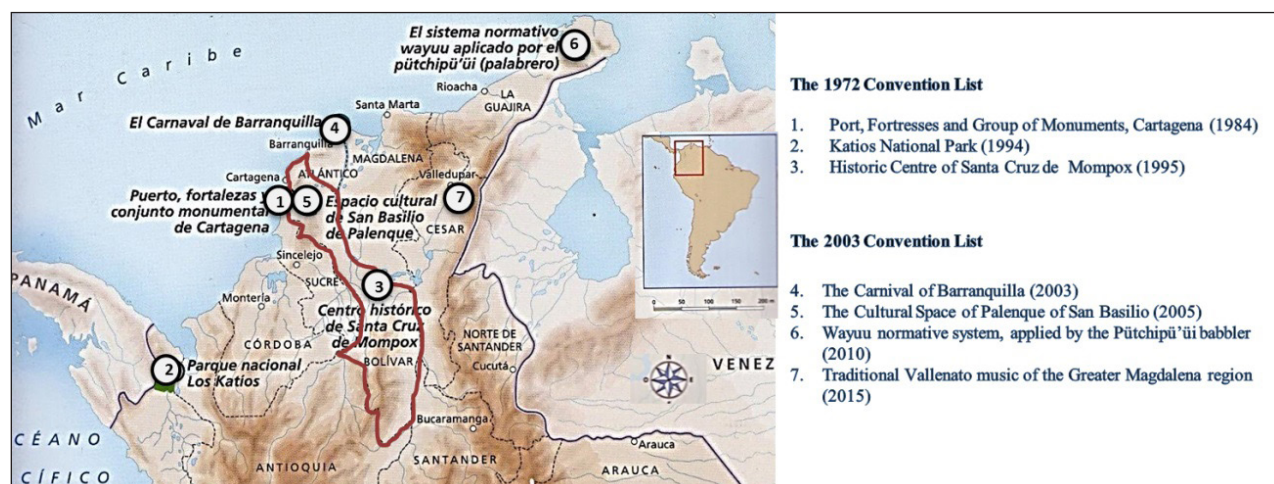 Mar Caribe
El sistema normativo
wayuu aplicado por el
pütchipü'üi (palabrero)
6
Rioacha
LA
GUAJIRA
Santa Marta
El Carnaval de Barranquilla
4
Barranquilla
MAGDALENA
Cartagena
ATLÁNTICO
Valledupar
Puerto, fortalezas
conjunto monumental
de Cartagena
1
5
Espacio cultural
de San Basilio
de Palenque
7
CESAR
Sincelejo
SUCRE
3
PANAMÁ
Montería
Centro histórico
de Santa Cruz
de Mompox
CÓRDOBA
NORTE DE
SANTANDER
BOLÍVAR
Cúcuta
2
Parque nacional
Los Katios
VENEZ
Bucaramanga
CÉANO
CÍFICO
ANTIOQUIA
SANTANDER
Arauca
ARAUCA
0 50 100 150 200 m
N
The 1972 Convention List
1. Port, Fortresses and Group of Monuments, Cartagena (1984)
2. Katios National Park (1994)
3. Historic Centre of Santa Cruz de Mompox (1995)
The 2003 Convention List
4. The Carnival of Barranquilla (2003)
5. The Cultural Space of Palenque of San Basilio (2005)
6. Wayuu normative system, applied by the Pütchipü'üi babbler
(2010)
7. Traditional Vallenato music of the Greater Magdalena region
(2015)